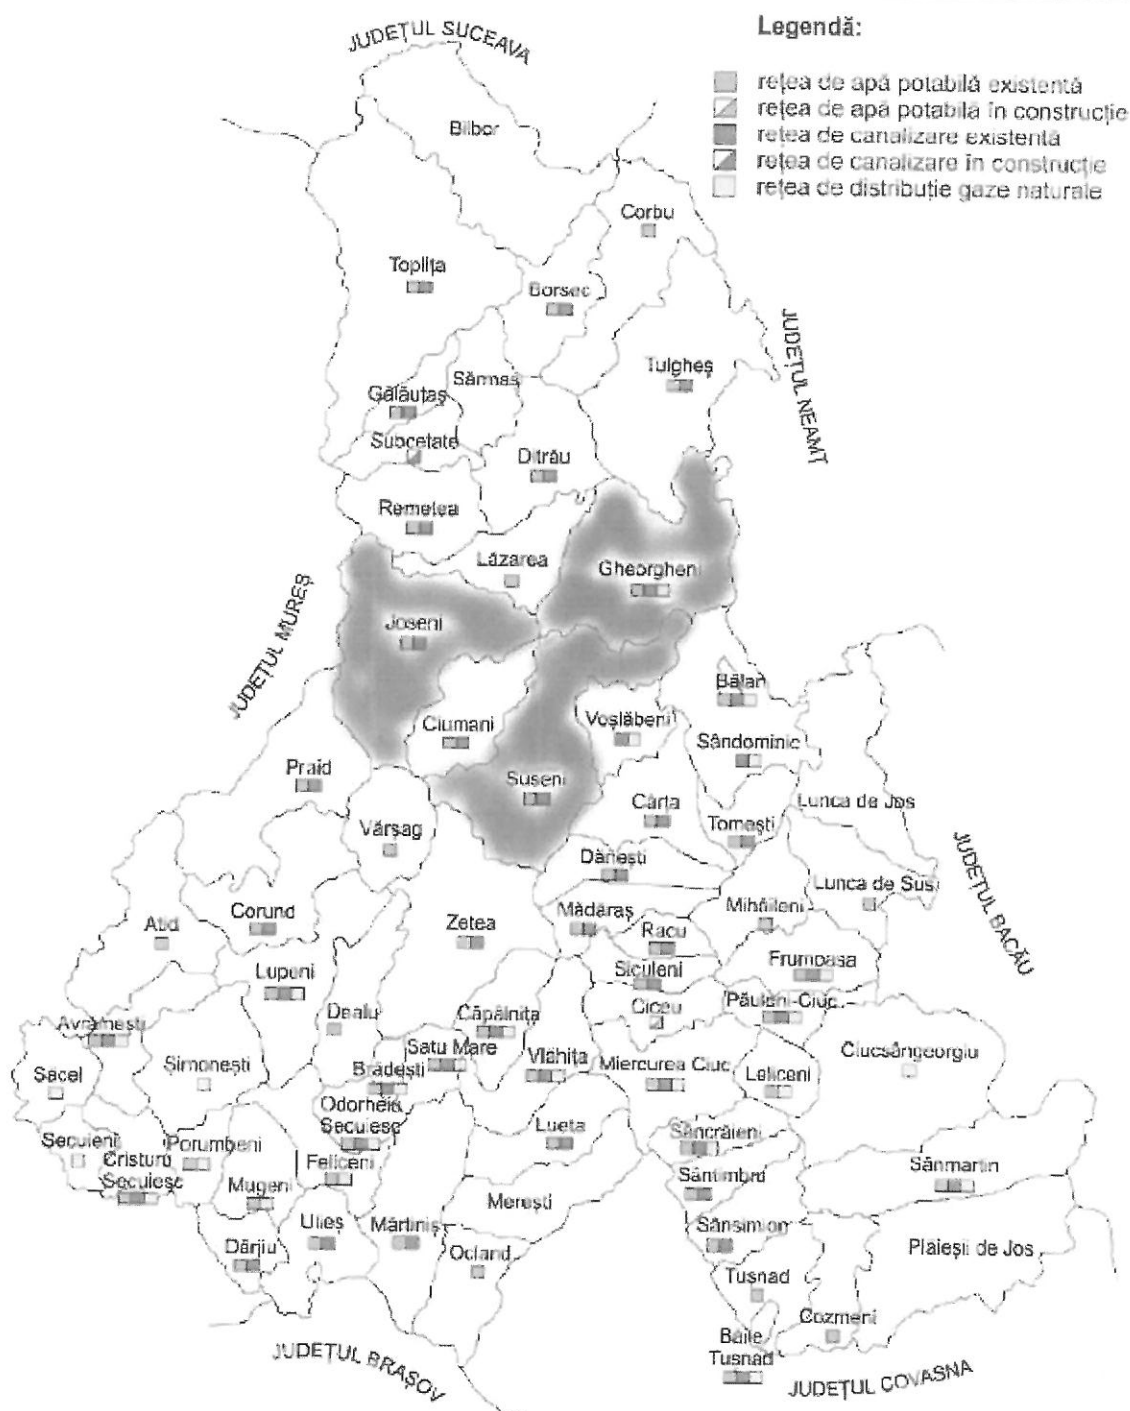 Legendă:
rețea de apă potabilă existentă
rețea de apă potabilă în construcție
rețea de canalizare existentă
rețea de canalizare în construcție
rețea de distribuție gaze naturale
JUDEȚUL SUCEAVA
Bilbor
Corbu
Toplița
Borsec
JUDEȚUL NEAMȚ
Tulgheș
Sărmaș
Gălăuțaș
Subcetate
Ditrău
Remetea
Lăzarea
Gheorgheni
JUDEȚUL MUREȘ
Joseni
Bălan
Ciumani
Voșlăbeni
Sândominic
Praid
Suseni
Cârța
Lunca de Jos
Tomești
Vărșag
JUDEȚUL BACĂU
Dănești
Lunca de Sus
Atid
Corund
Zetea
Mădăraș
Mihăileni
Racu
Frumoasa
Lupeni
Siculeni
Dealu
Căpâlnița
Ciceu
Păuleni-Ciuc
Avrămești
Satu Mare
Vlăhița
Ciucsângeorgiu
Săcel
Șimonești
Brădești
Miercurea Ciuc
Leliceni
Odorheiu
Secuiesc
Lueta
Sâncrăieni
Secuieni
Porumbeni
Cristuru
Secuiesc
Feliceni
Sântimbru
Sânmartin
Mugeni
Merești
Ulieș
Mărtiniș
Sânsimion
Dârjiu
Ocland
Plăieșii de Jos
Tușnad
Cozmeni
Băile
Tușnad
JUDEȚUL BRAȘOV
JUDEȚUL COVASNA